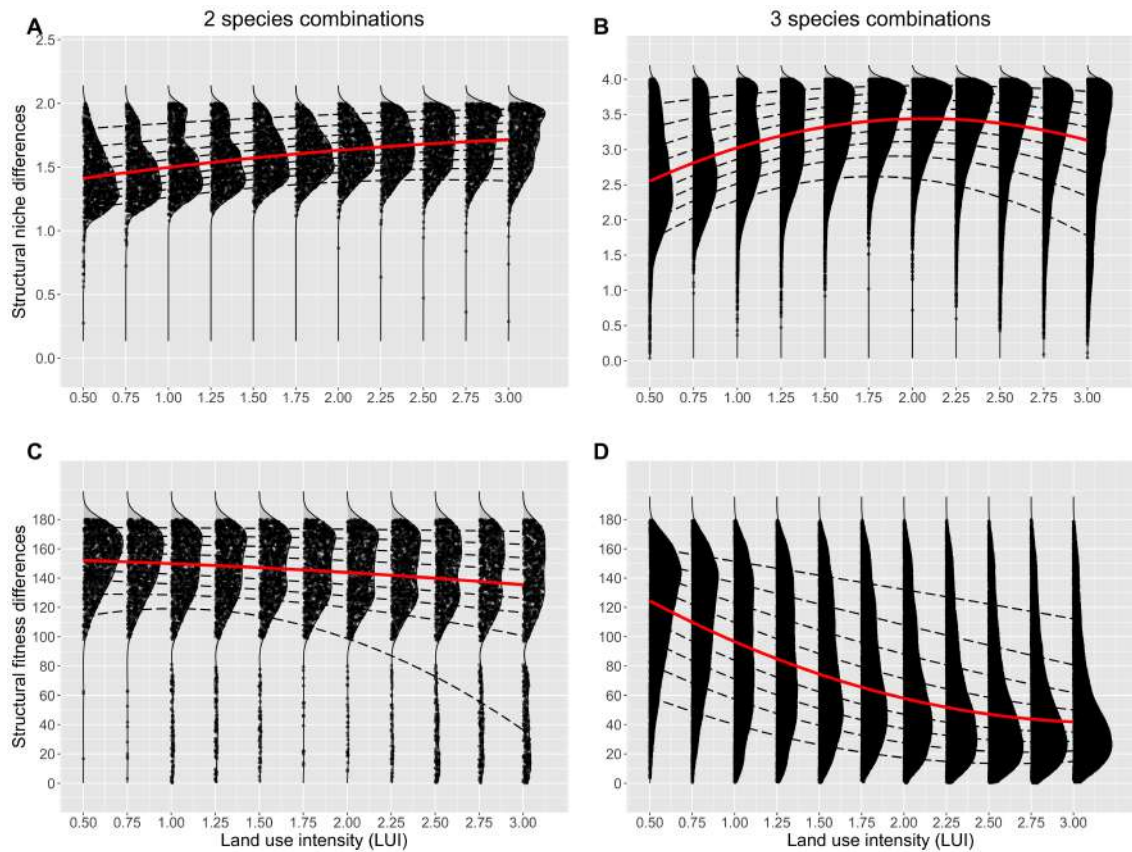 2 species combinations
3 species combinations
A
B
Structural niche differences
2.5
2.0
1.5
1.0
0.5
0.0
4.0
3.5
3.0
2.5
2.0
1.5
1.0
0.5
0.0
0.50 0.75 1.00 1.25 1.50 1.75 2.00 2.25 2.50 2.75 3.00
0.50 0.75 1.00 1.25 1.50 1.75 2.00 2.25 2.50 2.75 3.00
C
D
Structural fitness differences
180
160
140
120
100
80
60
40
20
0
180
160
140
120
100
80
60
40
20
0
0.50 0.75 1.00 1.25 1.50 1.75 2.00 2.25 2.50 2.75 3.00
0.50 0.75 1.00 1.25 1.50 1.75 2.00 2.25 2.50 2.75 3.00
Land use intensity (LUI)
Land use intensity (LUI)